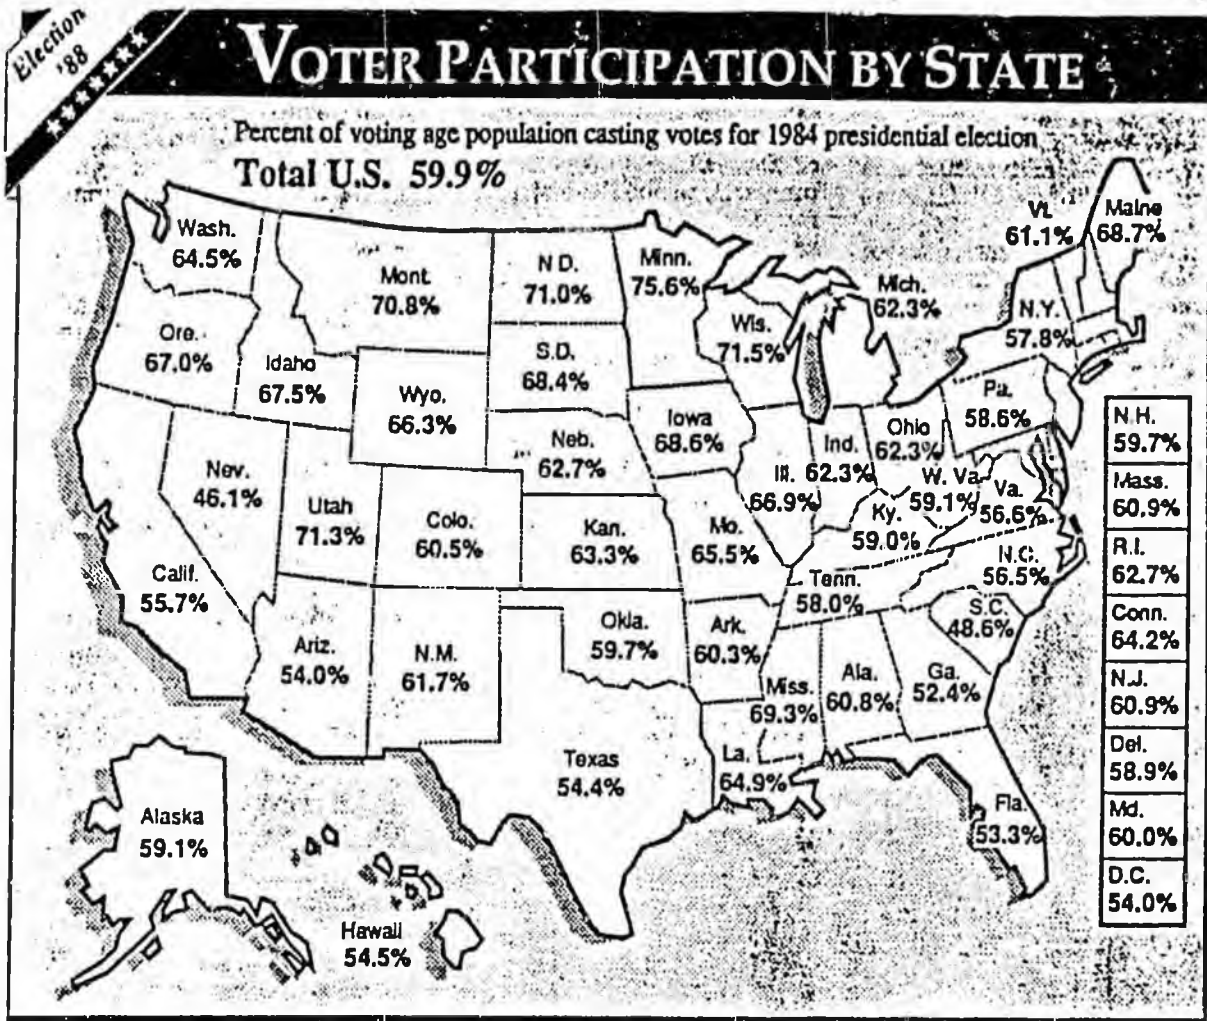 Election
'88
VOTER PARTICIPATION BY STATE
Percent of voting age population casting votes for 1984 presidential election
Total U.S. 59.9%
Wash.
64.5%
Ore.
67.0%
Idaho
67.5%
Mont.
70.8%
Wyo.
66.3%
N.D.
71.0%
S.D.
68.4%
Neb.
62.7%
Minn.
75.6%
Wis.
71.5%
Mich.
62.3%
Iowa
68.6%
Vt.
61.1%
Maine
68.7%
N.Y.
57.8%
Pa.
58.6%
Ohio
62.3%
Ind.
62.3%
Ill.
66.9%
W. Va.
59.1%
Va.
56.6%
Ky.
59.0%
Nev.
46.1%
Utah
71.3%
Colo.
60.5%
Kan.
63.3%
Mo.
65.5%
Calif.
55.7%
Ariz.
54.0%
N.M.
61.7%
Okla.
59.7%
Ark.
60.3%
Tenn.
58.0%
N.C.
56.5%
S.C.
48.6%
Miss.
69.3%
Ala.
60.8%
Ga.
52.4%
Texas
54.4%
La.
64.9%
Fla.
53.3%
Alaska
59.1%
Hawaii
54.5%
N.H.
59.7%
Mass.
60.9%
R.I.
62.7%
Conn.
64.2%
N.J.
60.9%
Del.
58.9%
Md.
60.0%
D.C.
54.0%